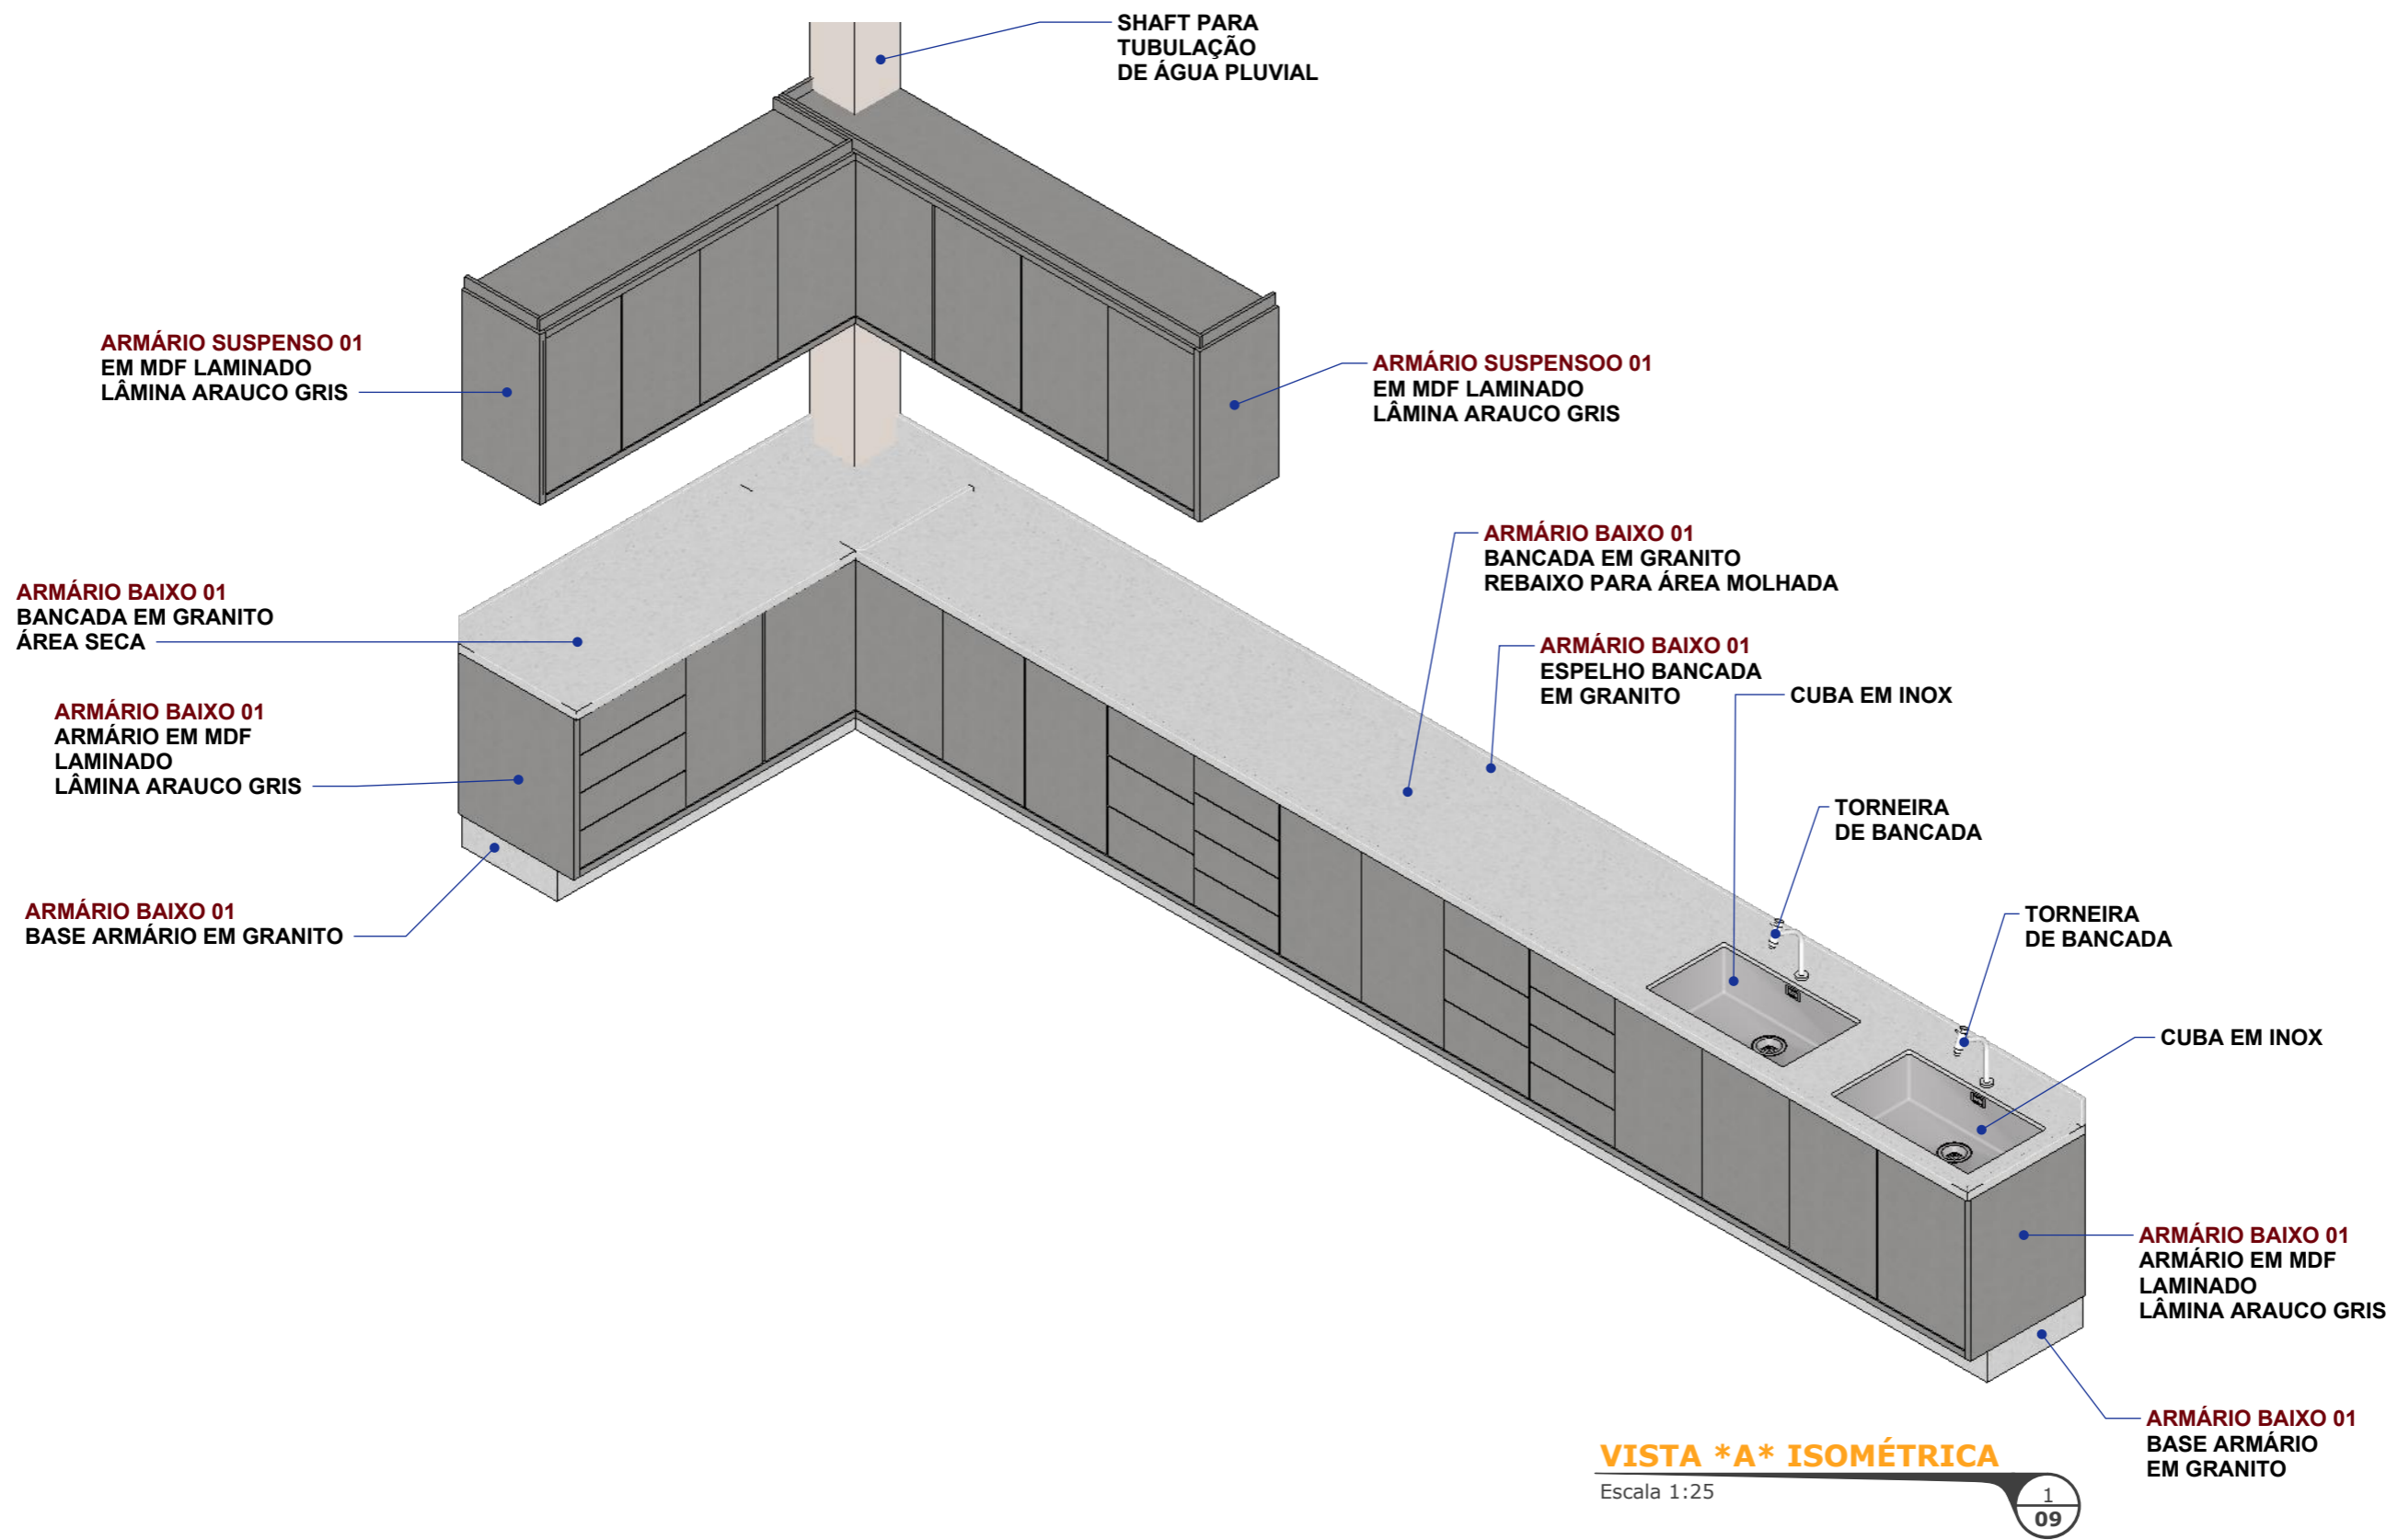 SHAFT PARA
TUBULAÇÃO
DE ÁGUA PLUVIAL
ARMÁRIO SUSPENSO 01
EM MDF LAMINADO
LÂMINA ARAUCO GRIS
ARMÁRIO SUSPENSOO 01
EM MDF LAMINADO
LÂMINA ARAUCO GRIS
ARMÁRIO BAIXO 01
BANCADA EM GRANITO
REBAIXO PARA ÁREA MOLHADA
ARMÁRIO BAIXO 01
BANCADA EM GRANITO
ÁREA SECA
ARMÁRIO BAIXO 01
ESPELHO BANCADA
EM GRANITO
CUBA EM INOX
ARMÁRIO BAIXO 01
ARMÁRIO EM MDF
LAMINADO
LÂMINA ARAUCO GRIS
TORNEIRA
DE BANCADA
ARMÁRIO BAIXO 01
BASE ARMÁRIO EM GRANITO
TORNEIRA
DE BANCADA
CUBA EM INOX
ARMÁRIO BAIXO 01
ARMÁRIO EM MDF
LAMINADO
LÂMINA ARAUCO GRIS
ARMÁRIO BAIXO 01
BASE ARMÁRIO
EM GRANITO
VISTA *A* ISOMÉTRICA
Escala 1:25
1
09